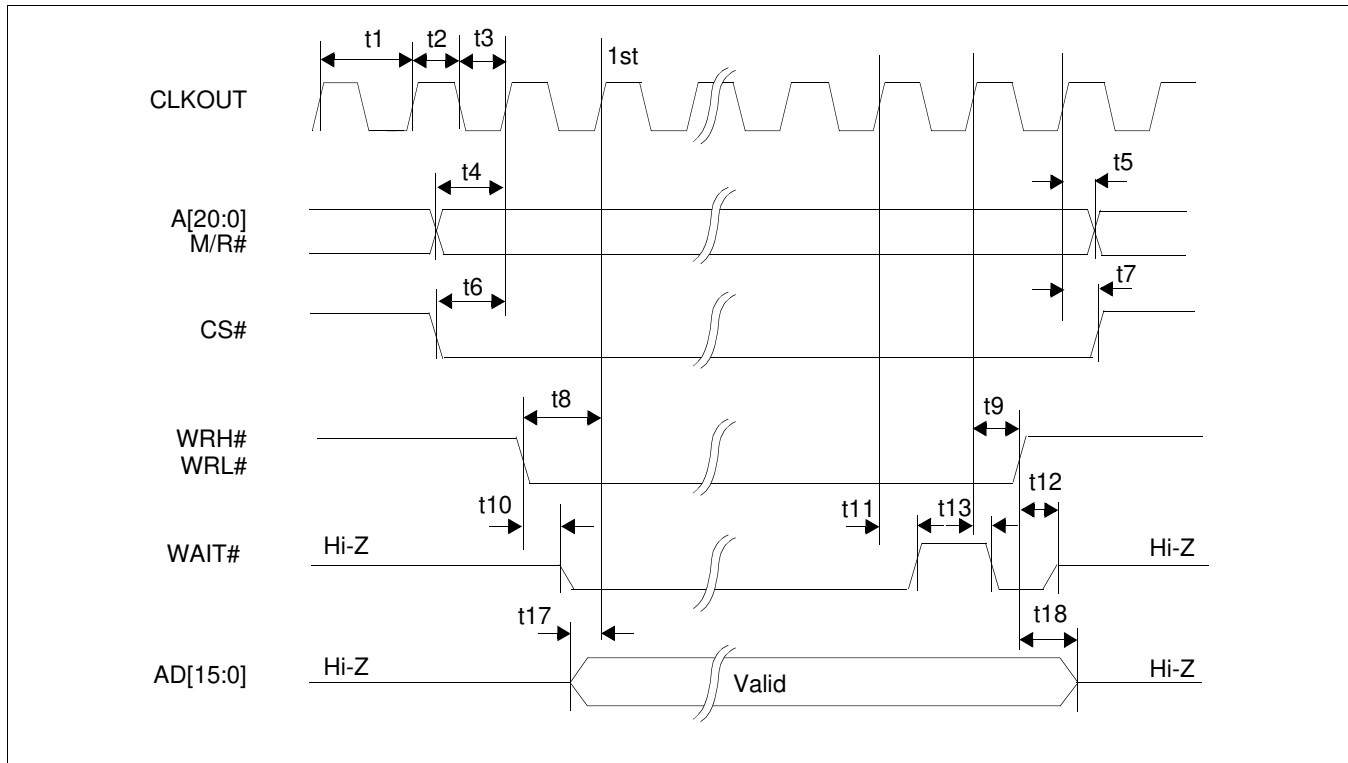 t1 t2 t3 1st
CLKOUT
t4 t5
A[20:0]
M/R#
t6 t7
CS#
t8 t9
WRH#
WRL#
t10 t11 t13 t12
WAIT# Hi-Z Hi-Z
t17 t18
AD[15:0] Hi-Z Valid Hi-Z